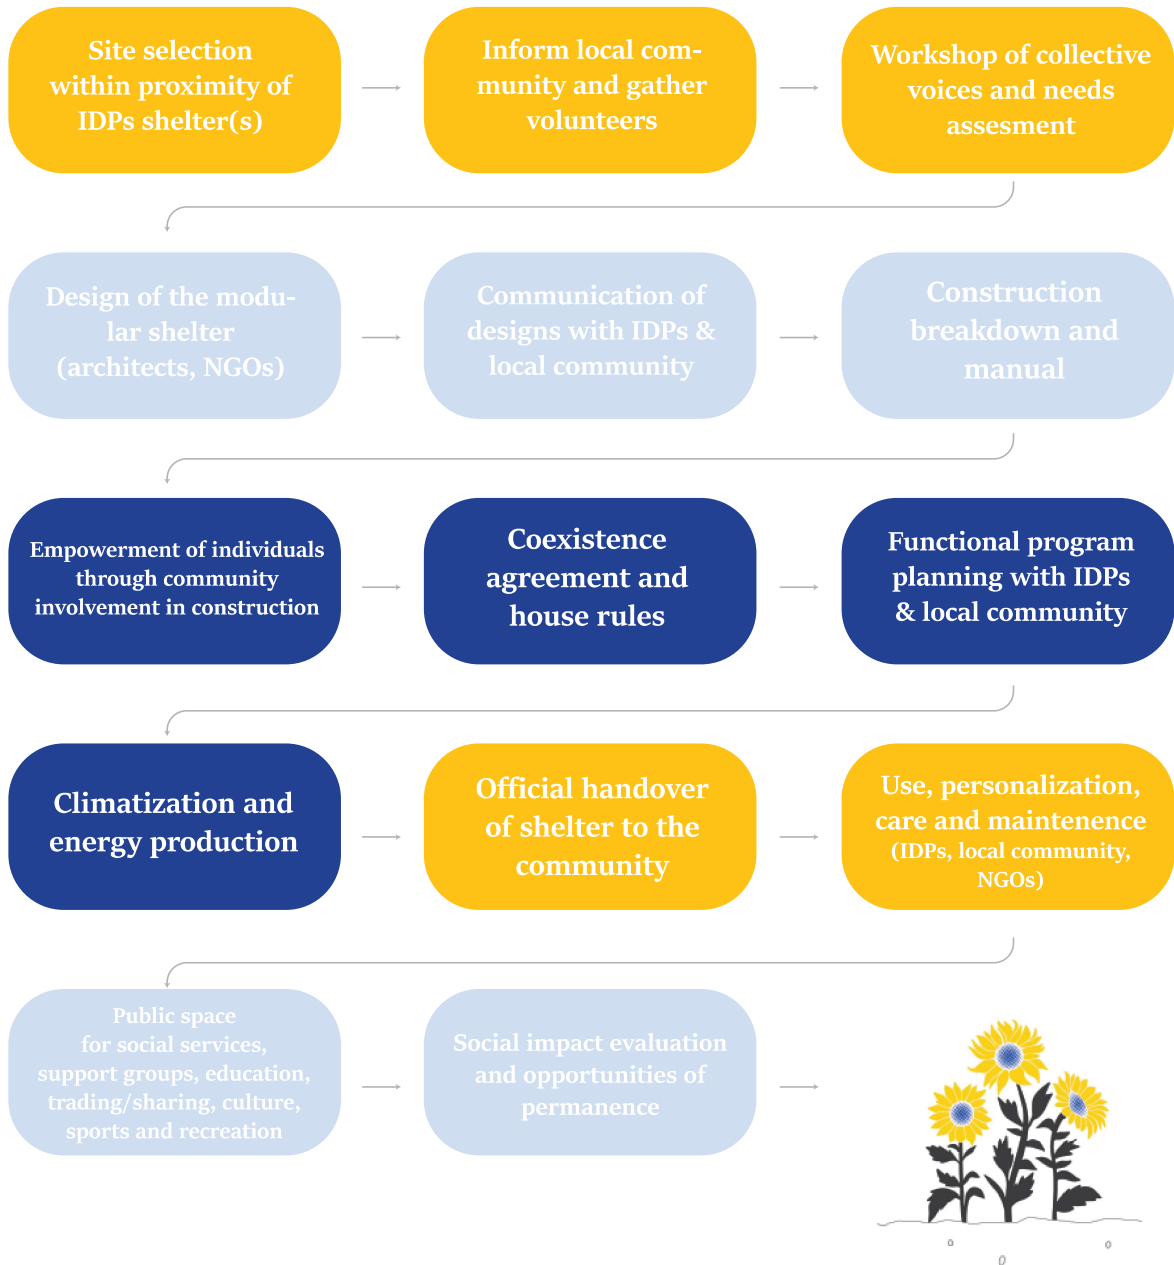 Site selection
within proximity of
IDPs shelter(s)
Inform local com-
munity and gather
volunteers
Workshop of collective
voices and needs
assesment
Design of the modu-
lar shelter
(architects, NGOs)
Communication of
designs with IDPs &
local community
Construction
breakdown and
manual
Empowerment of individuals
through community
involvement in construction
Coexistence
agreement and
house rules
Functional program
planning with IDPs
& local community
Climatization and
energy production
Official handover
of shelter to the
community
Use, personalization,
care and maintenence
(IDPs, local community,
NGOs)
Public space
for social services,
support groups, education,
trading/sharing, culture,
sports and recreation
Social impact evaluation
and opportunities of
permanence